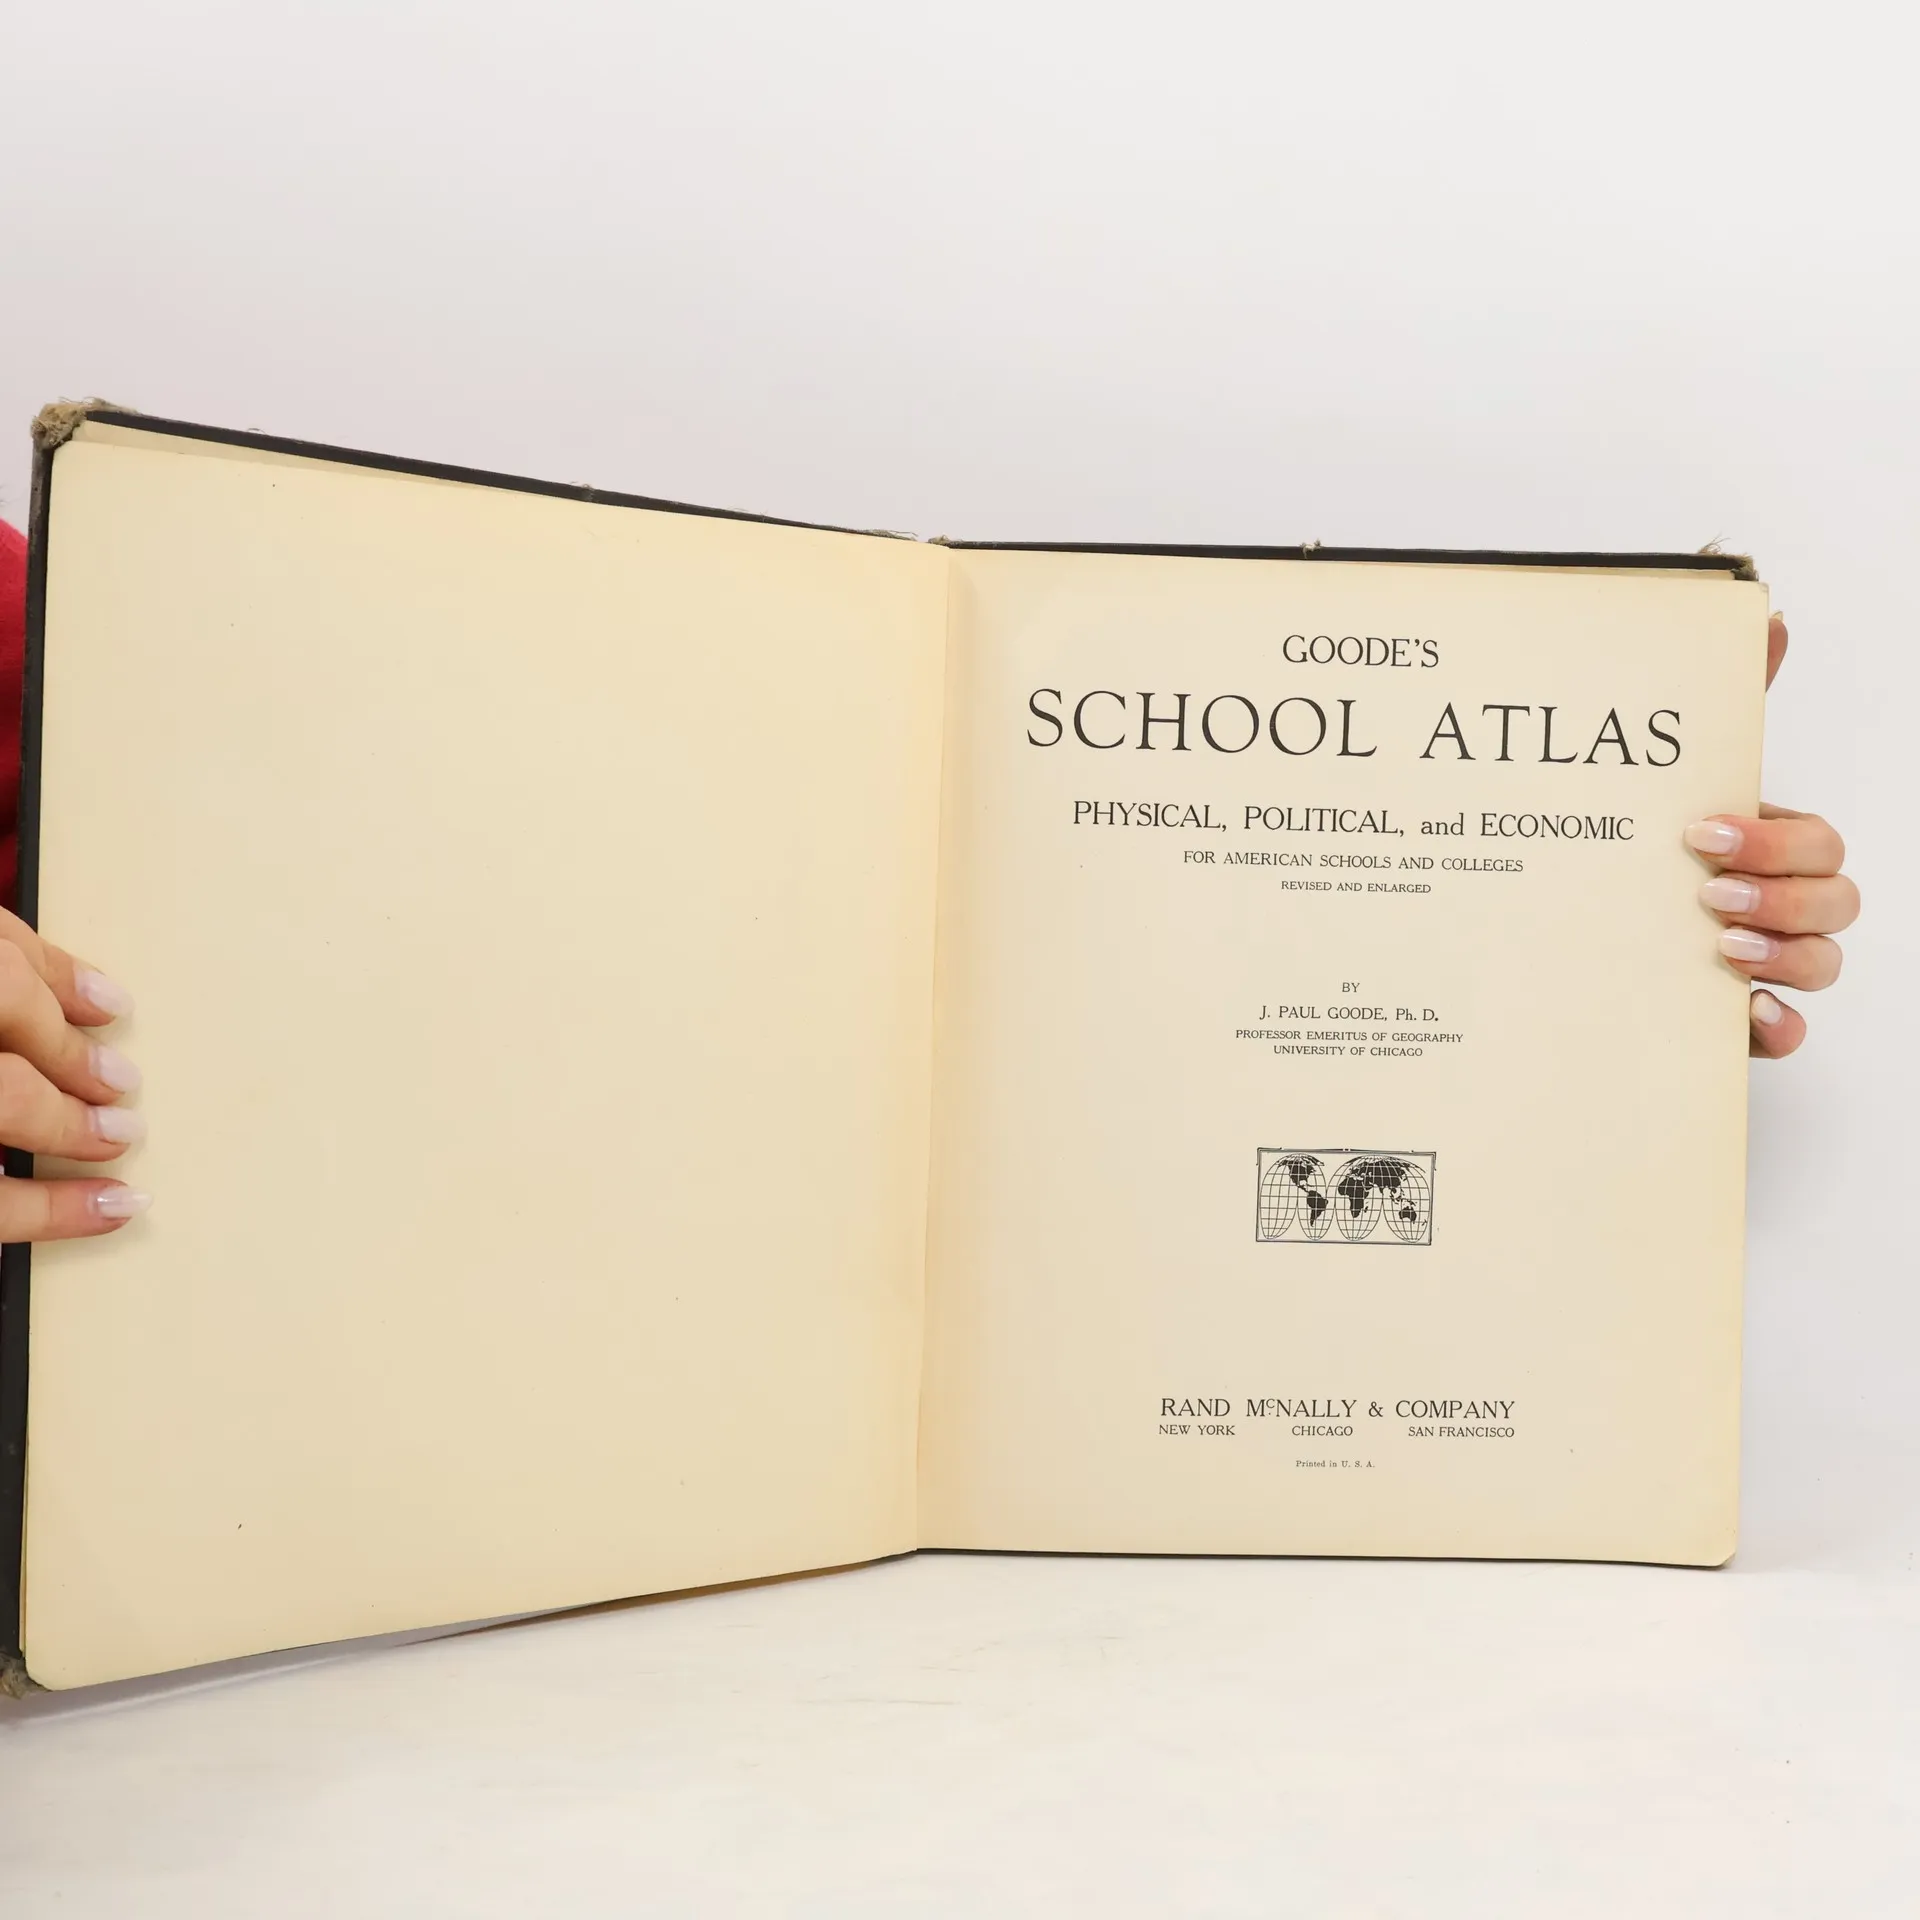 GOODE'S
SCHOOL ATLAS
PHYSICAL, POLITICAL, and ECONOMIC
FOR AMERICAN SCHOOLS AND COLLEGES
REVISED AND ENLARGED
BY
J. PAUL GOODE, Ph. D.
PROFESSOR EMERITUS OF GEOGRAPHY
UNIVERSITY OF CHICAGO
RAND MCNALLY & COMPANY
NEW YORK CHICAGO SAN FRANCISCO
Printed in U. S. A.